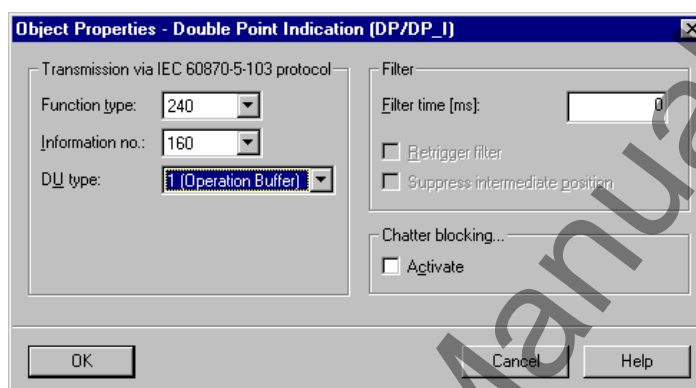 Object Properties - Double Point Indication (DP/DP_I)
Transmission via IEC 60870-5-103 protocol
Function type: 240
Information no.: 160
DU type: 1 (Operation Buffer)
Filter
Filter time [ms]: 0
Retrigger filter
Suppress intermediate position
Chatter blocking...
Activate
OK
Cancel
Help
Manual